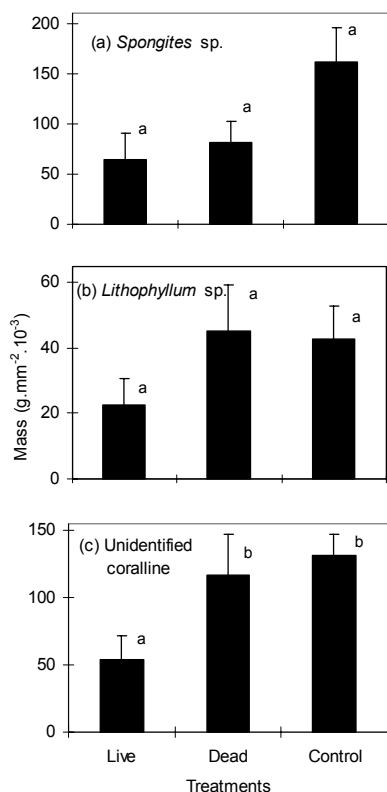 200
150
100
50
0
(a) Spongites sp.
a
a
a
Mass (g.mm-2.10-3)
60
40
20
0
(b) Lithophyllum sp.
a
a
a
150
100
50
0
(c) Unidentified
coralline
a
b
b
Live Dead Control
Treatments